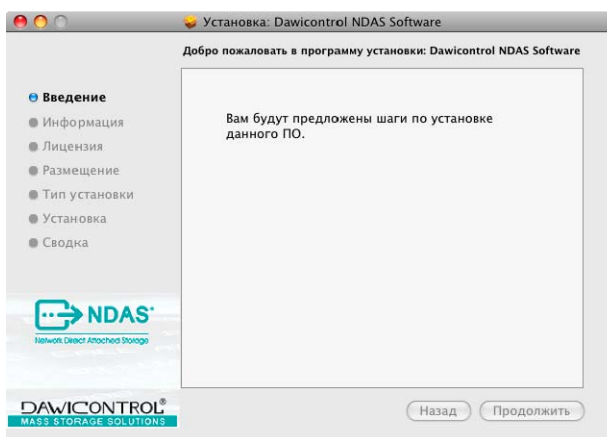 Установка: Dawicontrol NDAS Software
Добро пожаловать в программу установки: Dawicontrol NDAS Software
Введение
Информация
Лицензия
Размещение
Тип установки
Установка
Сводка
Вам будут предложены шаги по установке
данного ПО.
NDAS
Network Direct Attached Storage
DAWICONTROL®
MASS STORAGE SOLUTIONS
Назад
Продолжить